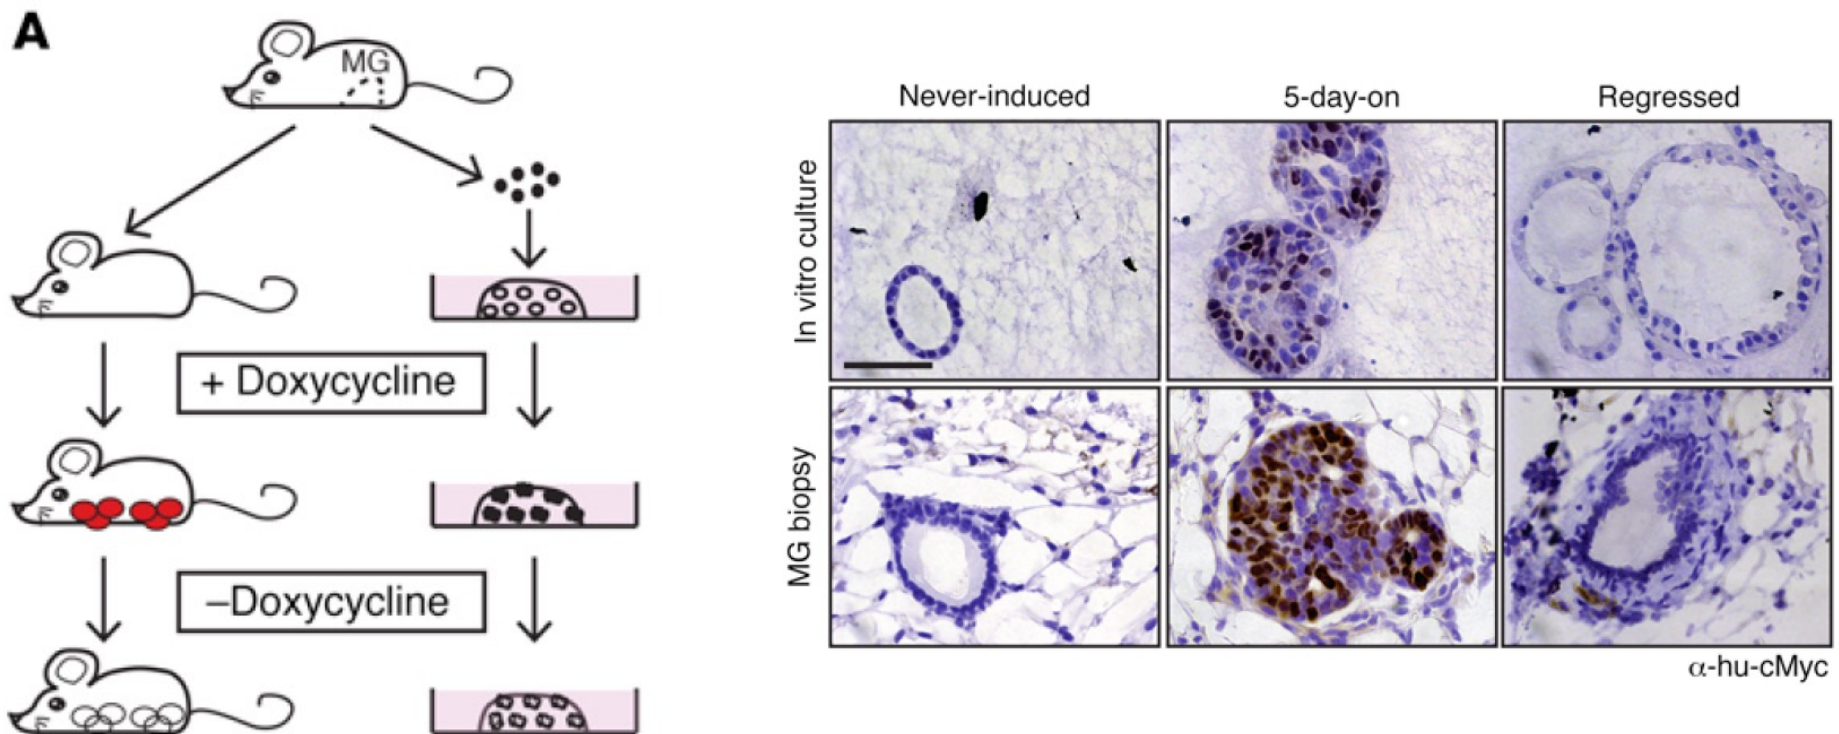 A
MG
+ Doxycycline
–Doxycycline
Never-induced
5-day-on
Regressed
In vitro culture
MG biopsy
α-hu-cMyc